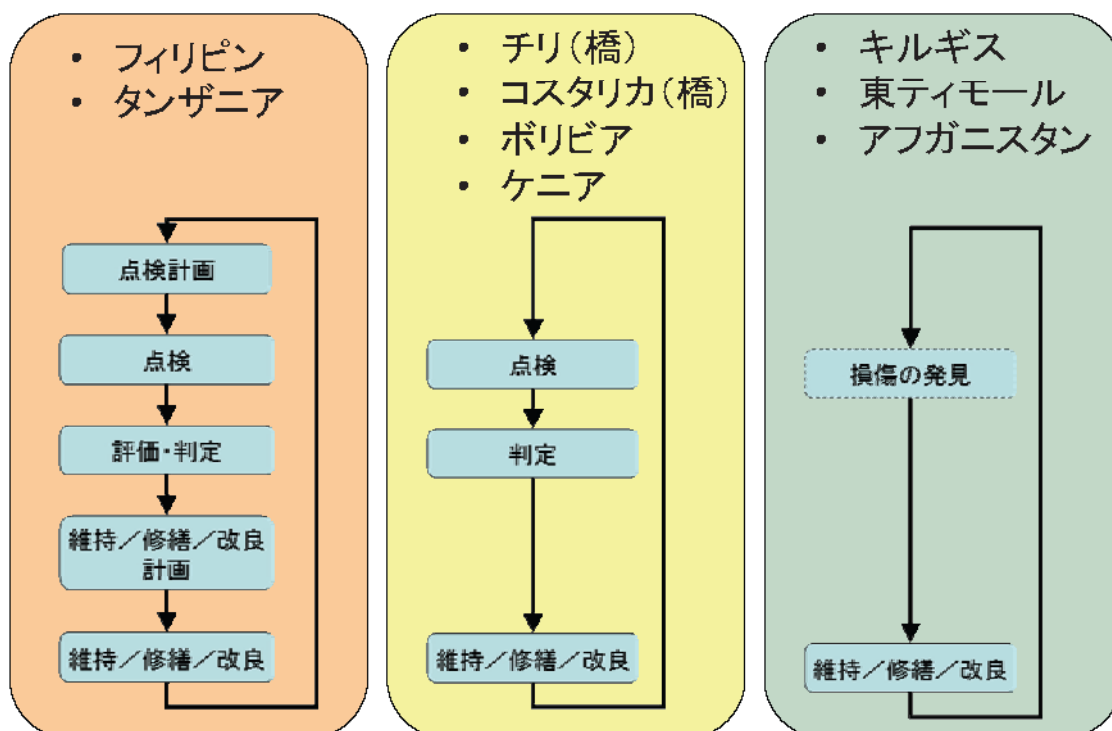 • フィリピン
• タンザニア
点検計画
点検
評価・判定
維持／修繕／改良
計画
維持／修繕／改良
• チリ（橋）
• コスタリカ（橋）
• ボリビア
• ケニア
点検
判定
維持／修繕／改良
• キルギス
• 東ティモール
• アフガニスタン
損傷の発見
維持／修繕／改良